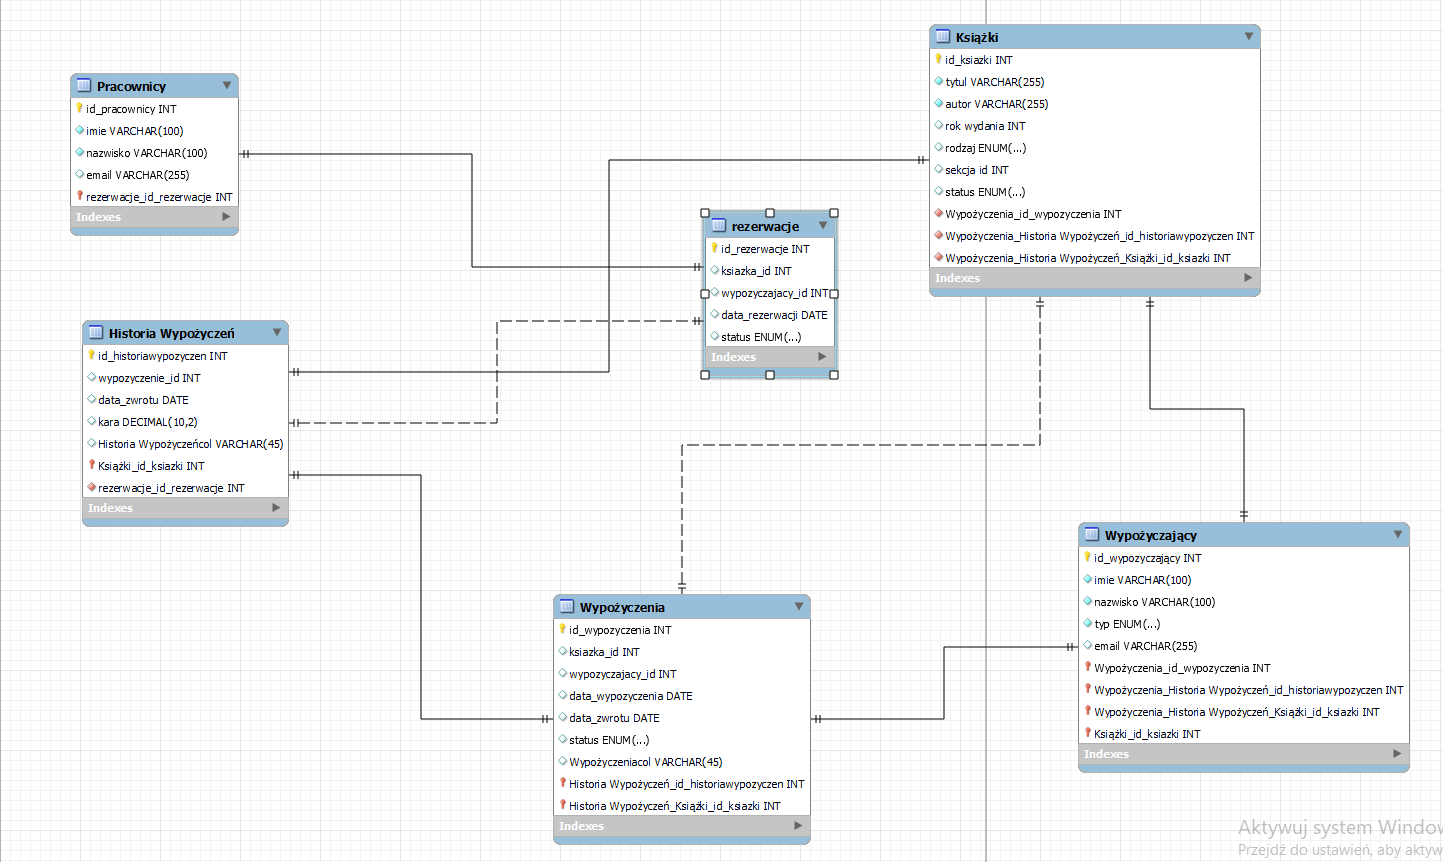 Pracownicy
id_pracownicy INT
imie VARCHAR(100)
nazwisko VARCHAR(100)
email VARCHAR(255)
rezerwacje_id_rezerwacje INT
Indexes
Książki
id_ksiazki INT
tytul VARCHAR(255)
autor VARCHAR(255)
rok wydania INT
rodzaj ENUM(...)
sekcja id INT
status ENUM(...)
Wypożyczenia_id_wypozyczenia INT
Wypożyczenia_Historia Wypożyczeń_id_historiawypozyczen INT
Wypożyczenia_Historia Wypożyczeń_Książki_id_ksiazki INT
Indexes
rezerwacje
id_rezerwacje INT
ksiazka_id INT
wypozyczajacy_id INT
data_rezerwacji DATE
status ENUM(...)
Indexes
Historia Wypożyczeń
id_historiawypozyczen INT
wypozyczenie_id INT
data_zwrotu DATE
kara DECIMAL(10,2)
Historia Wypożyczeńcol VARCHAR(45)
Książki_id_ksiazki INT
rezerwacje_id_rezerwacje INT
Indexes
Wypożyczenia
id_wypozyczenia INT
ksiazka_id INT
wypozyczajacy_id INT
data_wypozyczenia DATE
data_zwrotu DATE
status ENUM(...)
Wypożyczeniacol VARCHAR(45)
Historia Wypożyczeń_id_historiawypozyczen INT
Historia Wypożyczeń_Książki_id_ksiazki INT
Indexes
Wypożyczający
id_wypozyczający INT
imie VARCHAR(100)
nazwisko VARCHAR(100)
typ ENUM(...)
email VARCHAR(255)
Wypożyczenia_id_wypozyczenia INT
Wypożyczenia_Historia Wypożyczeń_id_historiawypozyczen INT
Wypożyczenia_Historia Wypożyczeń_Książki_id_ksiazki INT
Książki_id_ksiazki INT
Indexes
Aktywuj system Window
Przejdź do ustawień, aby aktyw